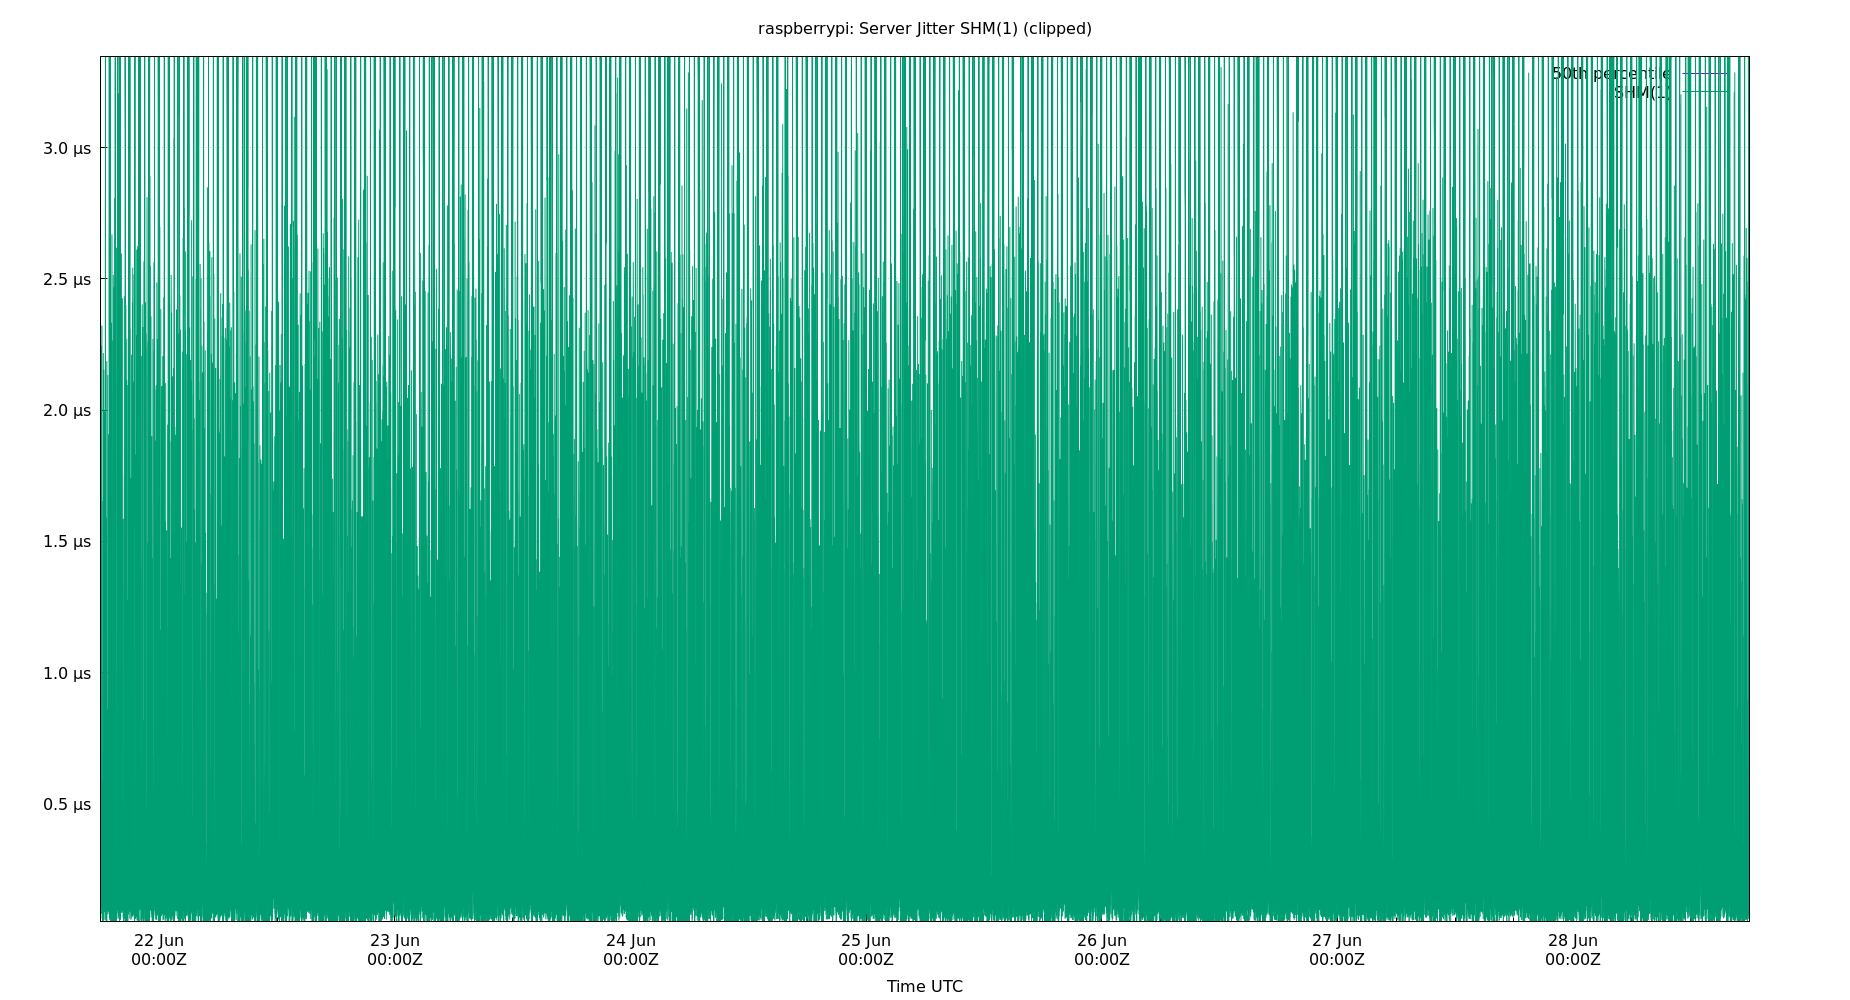 raspberrypi: Server Jitter SHM(1) (clipped)
50th percentile
SHM(1)
3.0 μs
2.5 μs
2.0 μs
1.5 μs
1.0 μs
0.5 μs
22 Jun 23 Jun 24 Jun 25 Jun 26 Jun 27 Jun 28 Jun
00:00Z 00:00Z 00:00Z 00:00Z 00:00Z 00:00Z 00:00Z
Time UTC